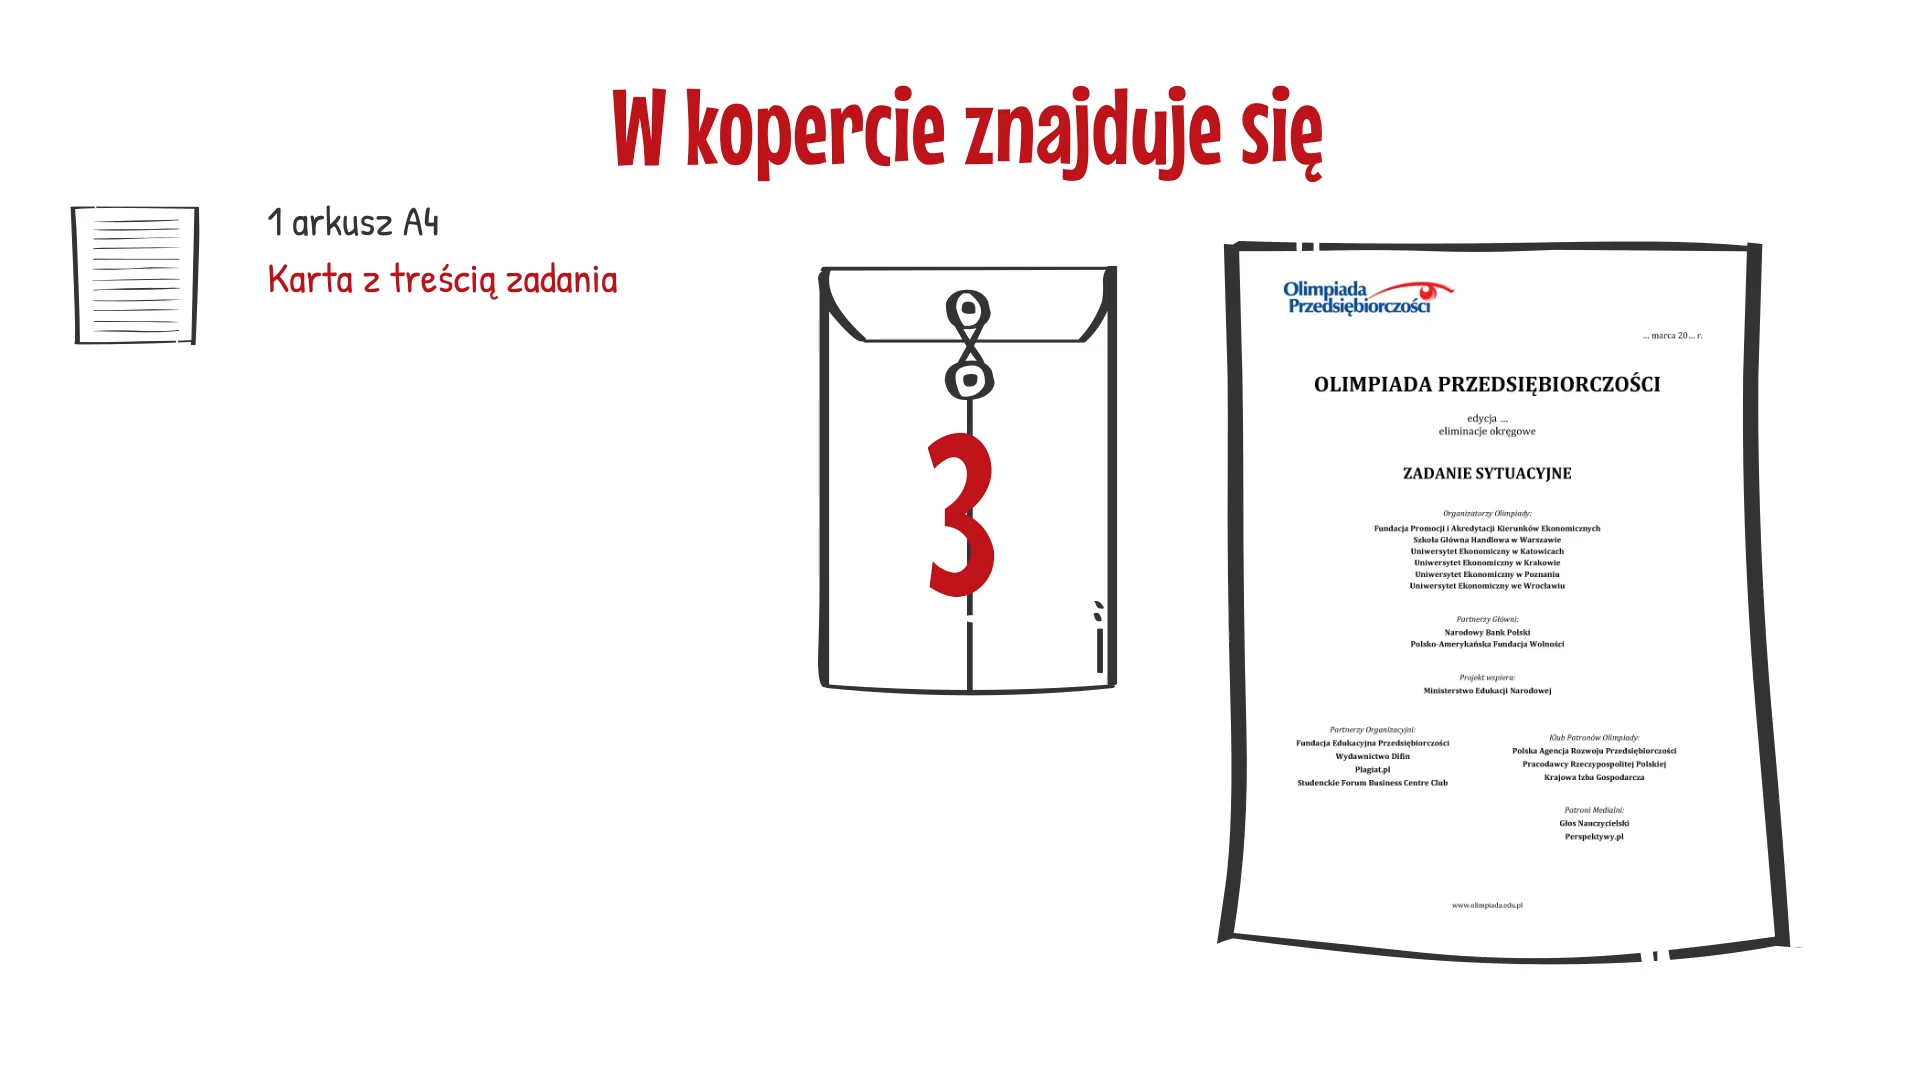 W kopercie znajduje się
1 arkusz A4
Karta z treścią zadania
3
Olimpiada
Przedsiębiorczości
... marca 20... r.
OLIMPIADA PRZEDSIĘBIORCZOŚCI
edycja ...
eliminacje okręgowe
ZADANIE SYTUACYJNE
Organizatorzy Olimpiady:
Fundacja Promocji i Akredytacji Kierunków Ekonomicznych
Szkoła Główna Handlowa w Warszawie
Uniwersytet Ekonomiczny w Katowicach
Uniwersytet Ekonomiczny w Krakowie
Uniwersytet Ekonomiczny w Poznaniu
Uniwersytet Ekonomiczny we Wrocławiu
Partnerzy Główni:
Narodowy Bank Polski
Polsko-Amerykańska Fundacja Wolności
Projekt wspiera:
Ministerstwo Edukacji Narodowej
Partnerzy Organizacyjni:
Fundacja Edukacyjna Przedsiębiorczości
Wydawnictwo Difin
Plagiat.pl
Studenckie Forum Business Centre Club
Klub Patronów Olimpiady:
Polska Agencja Rozwoju Przedsiębiorczości
Pracodawcy Rzeczypospolitej Polskiej
Krajowa Izba Gospodarcza
Patroni Medialni:
Głos Nauczycielski
Perspektywy.pl
www.olimpiada.edu.pl